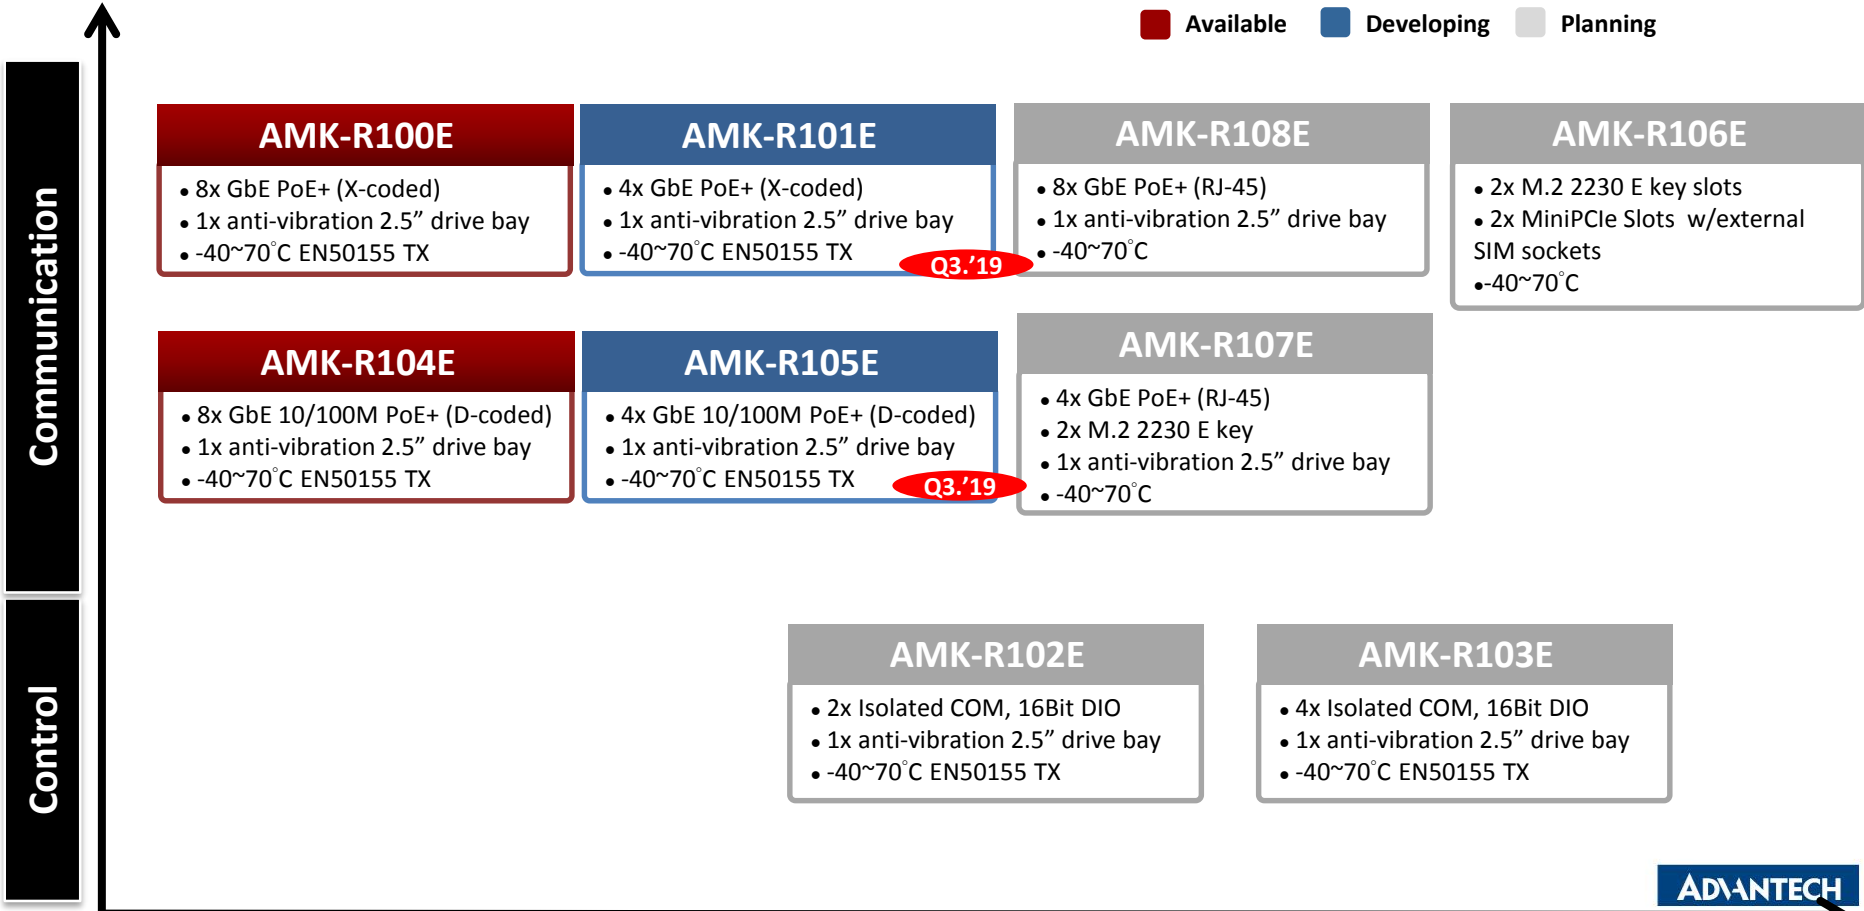 Available
Developing
Planning
Communication
AMK-R100E
• 8x GbE PoE+ (X-coded)
• 1x anti-vibration 2.5” drive bay
• -40~70°C EN50155 TX
AMK-R101E
• 4x GbE PoE+ (X-coded)
• 1x anti-vibration 2.5” drive bay
• -40~70°C EN50155 TX
Q3.’19
AMK-R108E
• 8x GbE PoE+ (RJ-45)
• 1x anti-vibration 2.5” drive bay
• -40~70°C
AMK-R106E
• 2x M.2 2230 E key slots
• 2x MiniPCIe Slots w/external
SIM sockets
•-40~70°C
AMK-R104E
• 8x GbE 10/100M PoE+ (D-coded)
• 1x anti-vibration 2.5” drive bay
• -40~70°C EN50155 TX
AMK-R105E
• 4x GbE 10/100M PoE+ (D-coded)
• 1x anti-vibration 2.5” drive bay
• -40~70°C EN50155 TX
Q3.’19
AMK-R107E
• 4x GbE PoE+ (RJ-45)
• 2x M.2 2230 E key
• 1x anti-vibration 2.5” drive bay
• -40~70°C
Control
AMK-R102E
• 2x Isolated COM, 16Bit DIO
• 1x anti-vibration 2.5” drive bay
• -40~70°C EN50155 TX
AMK-R103E
• 4x Isolated COM, 16Bit DIO
• 1x anti-vibration 2.5” drive bay
• -40~70°C EN50155 TX
ADVANTECH